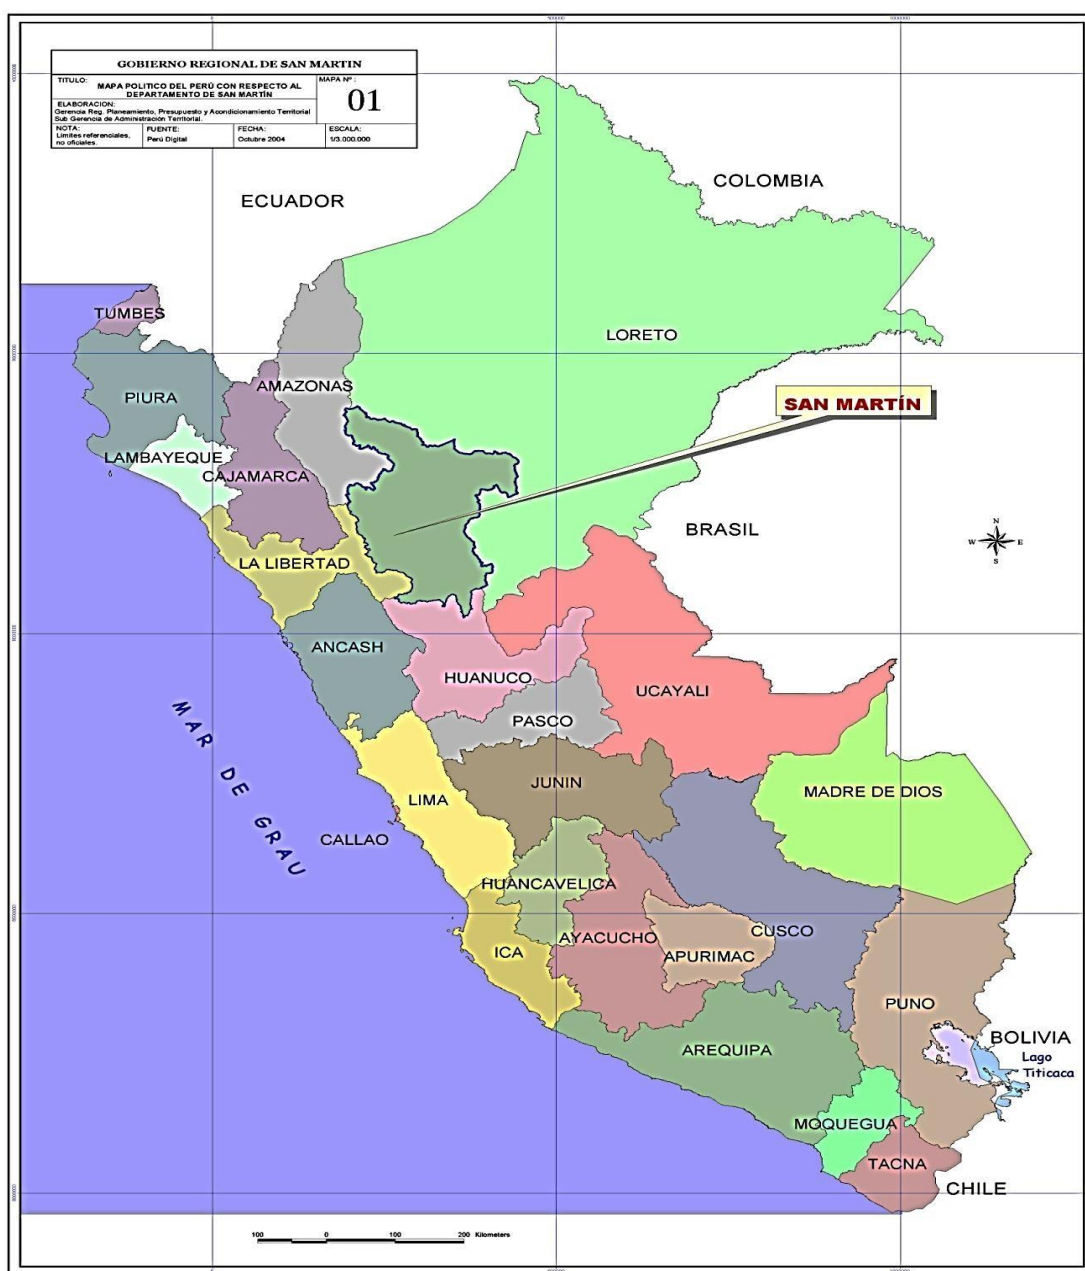 GOBIERNO REGIONAL DE SAN MARTIN
TITULO:
MAPA POLITICO DEL PERÚ CON RESPECTO AL
DEPARTAMENTO DE SAN MARTÍN
MAPA Nº :
01
ELABORACION:
Gerencia Reg. Planeamiento, Presupuesto y Acondicionamiento Territorial
Sub Gerencia de Administración Territorial.
NOTA:
Limites referenciales,
no oficiales.
FUENTE:
Perú Digital
FECHA:
Octubre 2004
ESCALA:
1/3.000.000
COLOMBIA
ECUADOR
TUMBES
LORETO
AMAZONAS
PIURA
SAN MARTÍN
LAMBAYEQUE
CAJAMARCA
BRASIL
N
W
E
S
LA LIBERTAD
ANCASH
HUANUCO
UCAYALI
PASCO
MAR DE GRAU
JUNIN
MADRE DE DIOS
LIMA
CALLAO
HUANCAVELICA
CUSCO
AYACUCHO
ICA
APURIMAC
PUNO
BOLIVIA
AREQUIPA
Lago
Titicaca
MOQUEGUA
TACNA
CHILE
100 0 100 200 Kilometers